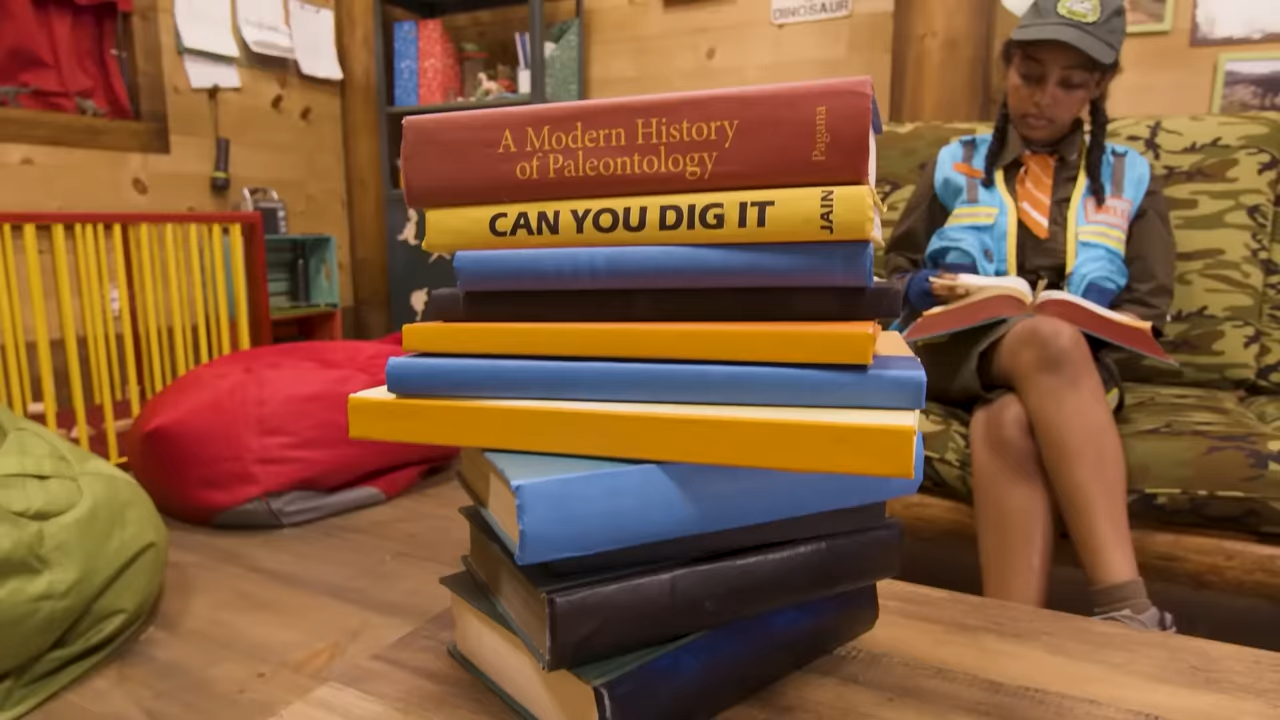 DINOSAUR
A Modern History
of Paleontology
Pagana
CAN YOU DIG IT
JAIN